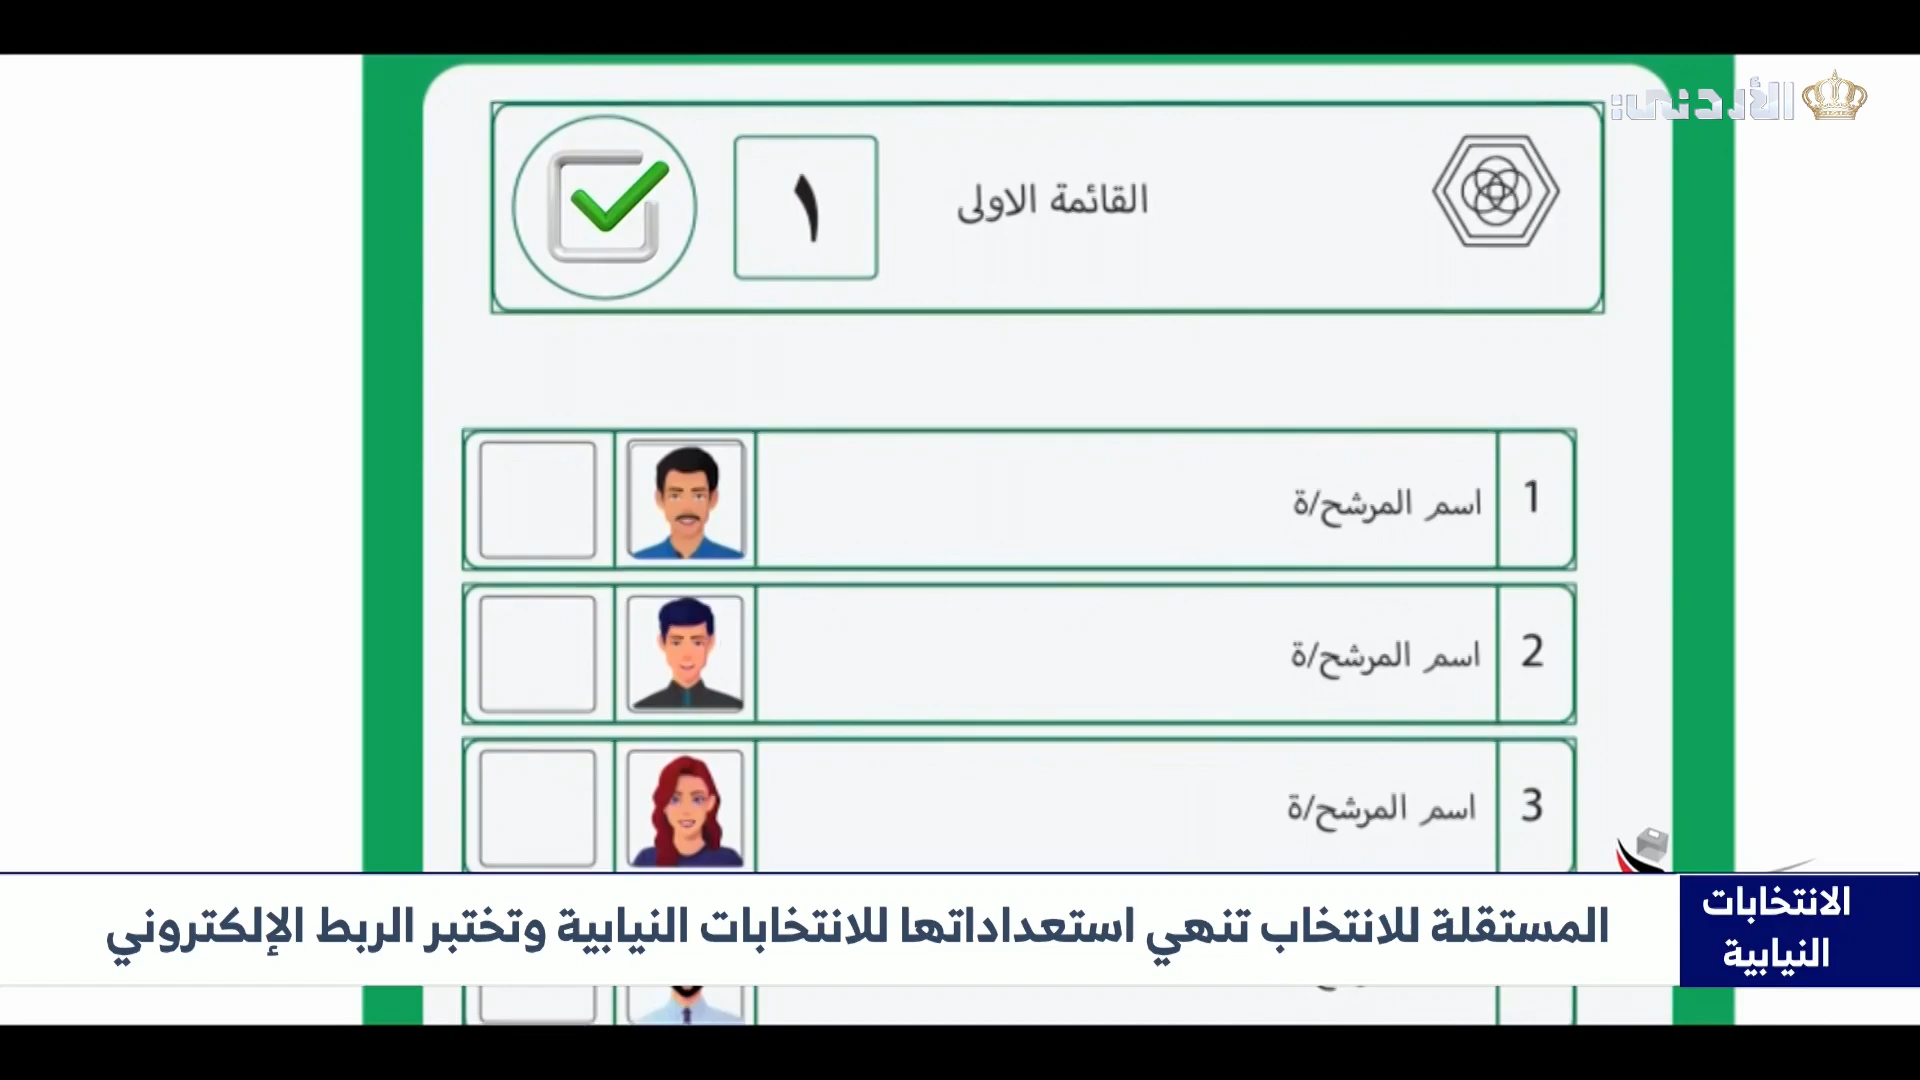 الأردني:
القائمة الاولى
١
1
اسم المرشح/ة
2
اسم المرشح/ة
3
اسم المرشح/ة
الانتخابات
النيابية
المستقلة للانتخاب تنهي استعداداتها للانتخابات النيابية وتختبر الربط الإلكتروني